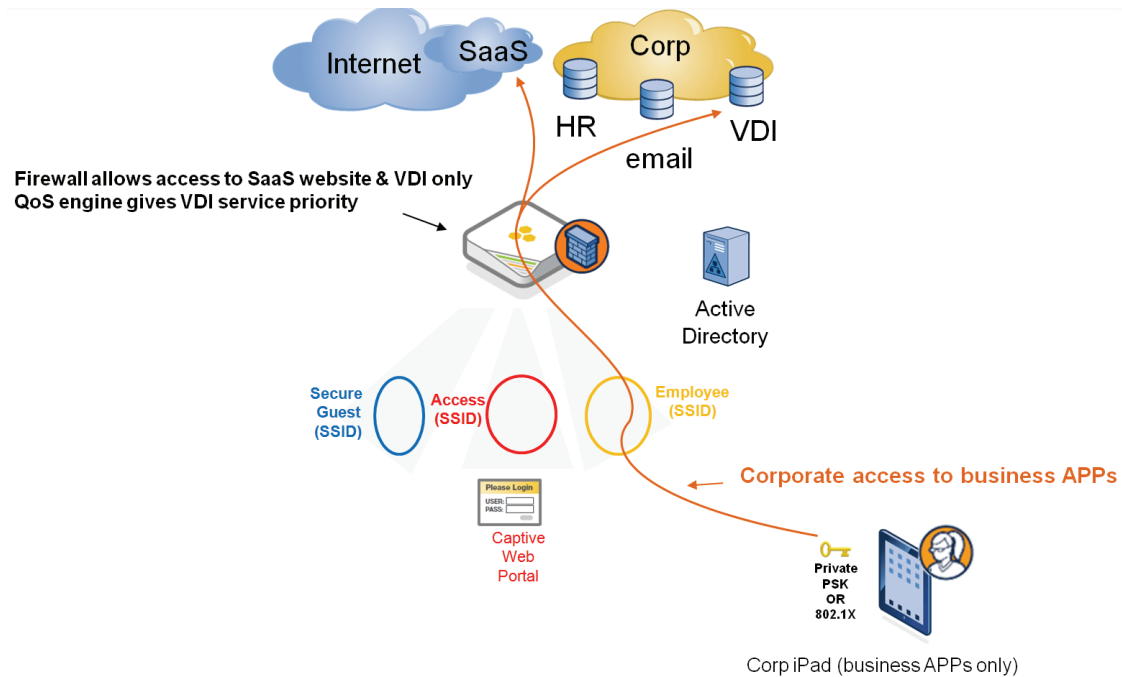 Internet
SaaS
Corp
HR
email
VDI
Firewall allows access to SaaS website & VDI only
QoS engine gives VDI service priority
Active
Directory
Secure
Guest
(SSID)
Access
(SSID)
Employee
(SSID)
Corporate access to business APPs
Please Login
USER:
PASS:
Captive
Web
Portal
Private
PSK
OR
802.1X
Corp iPad (business APPs only)